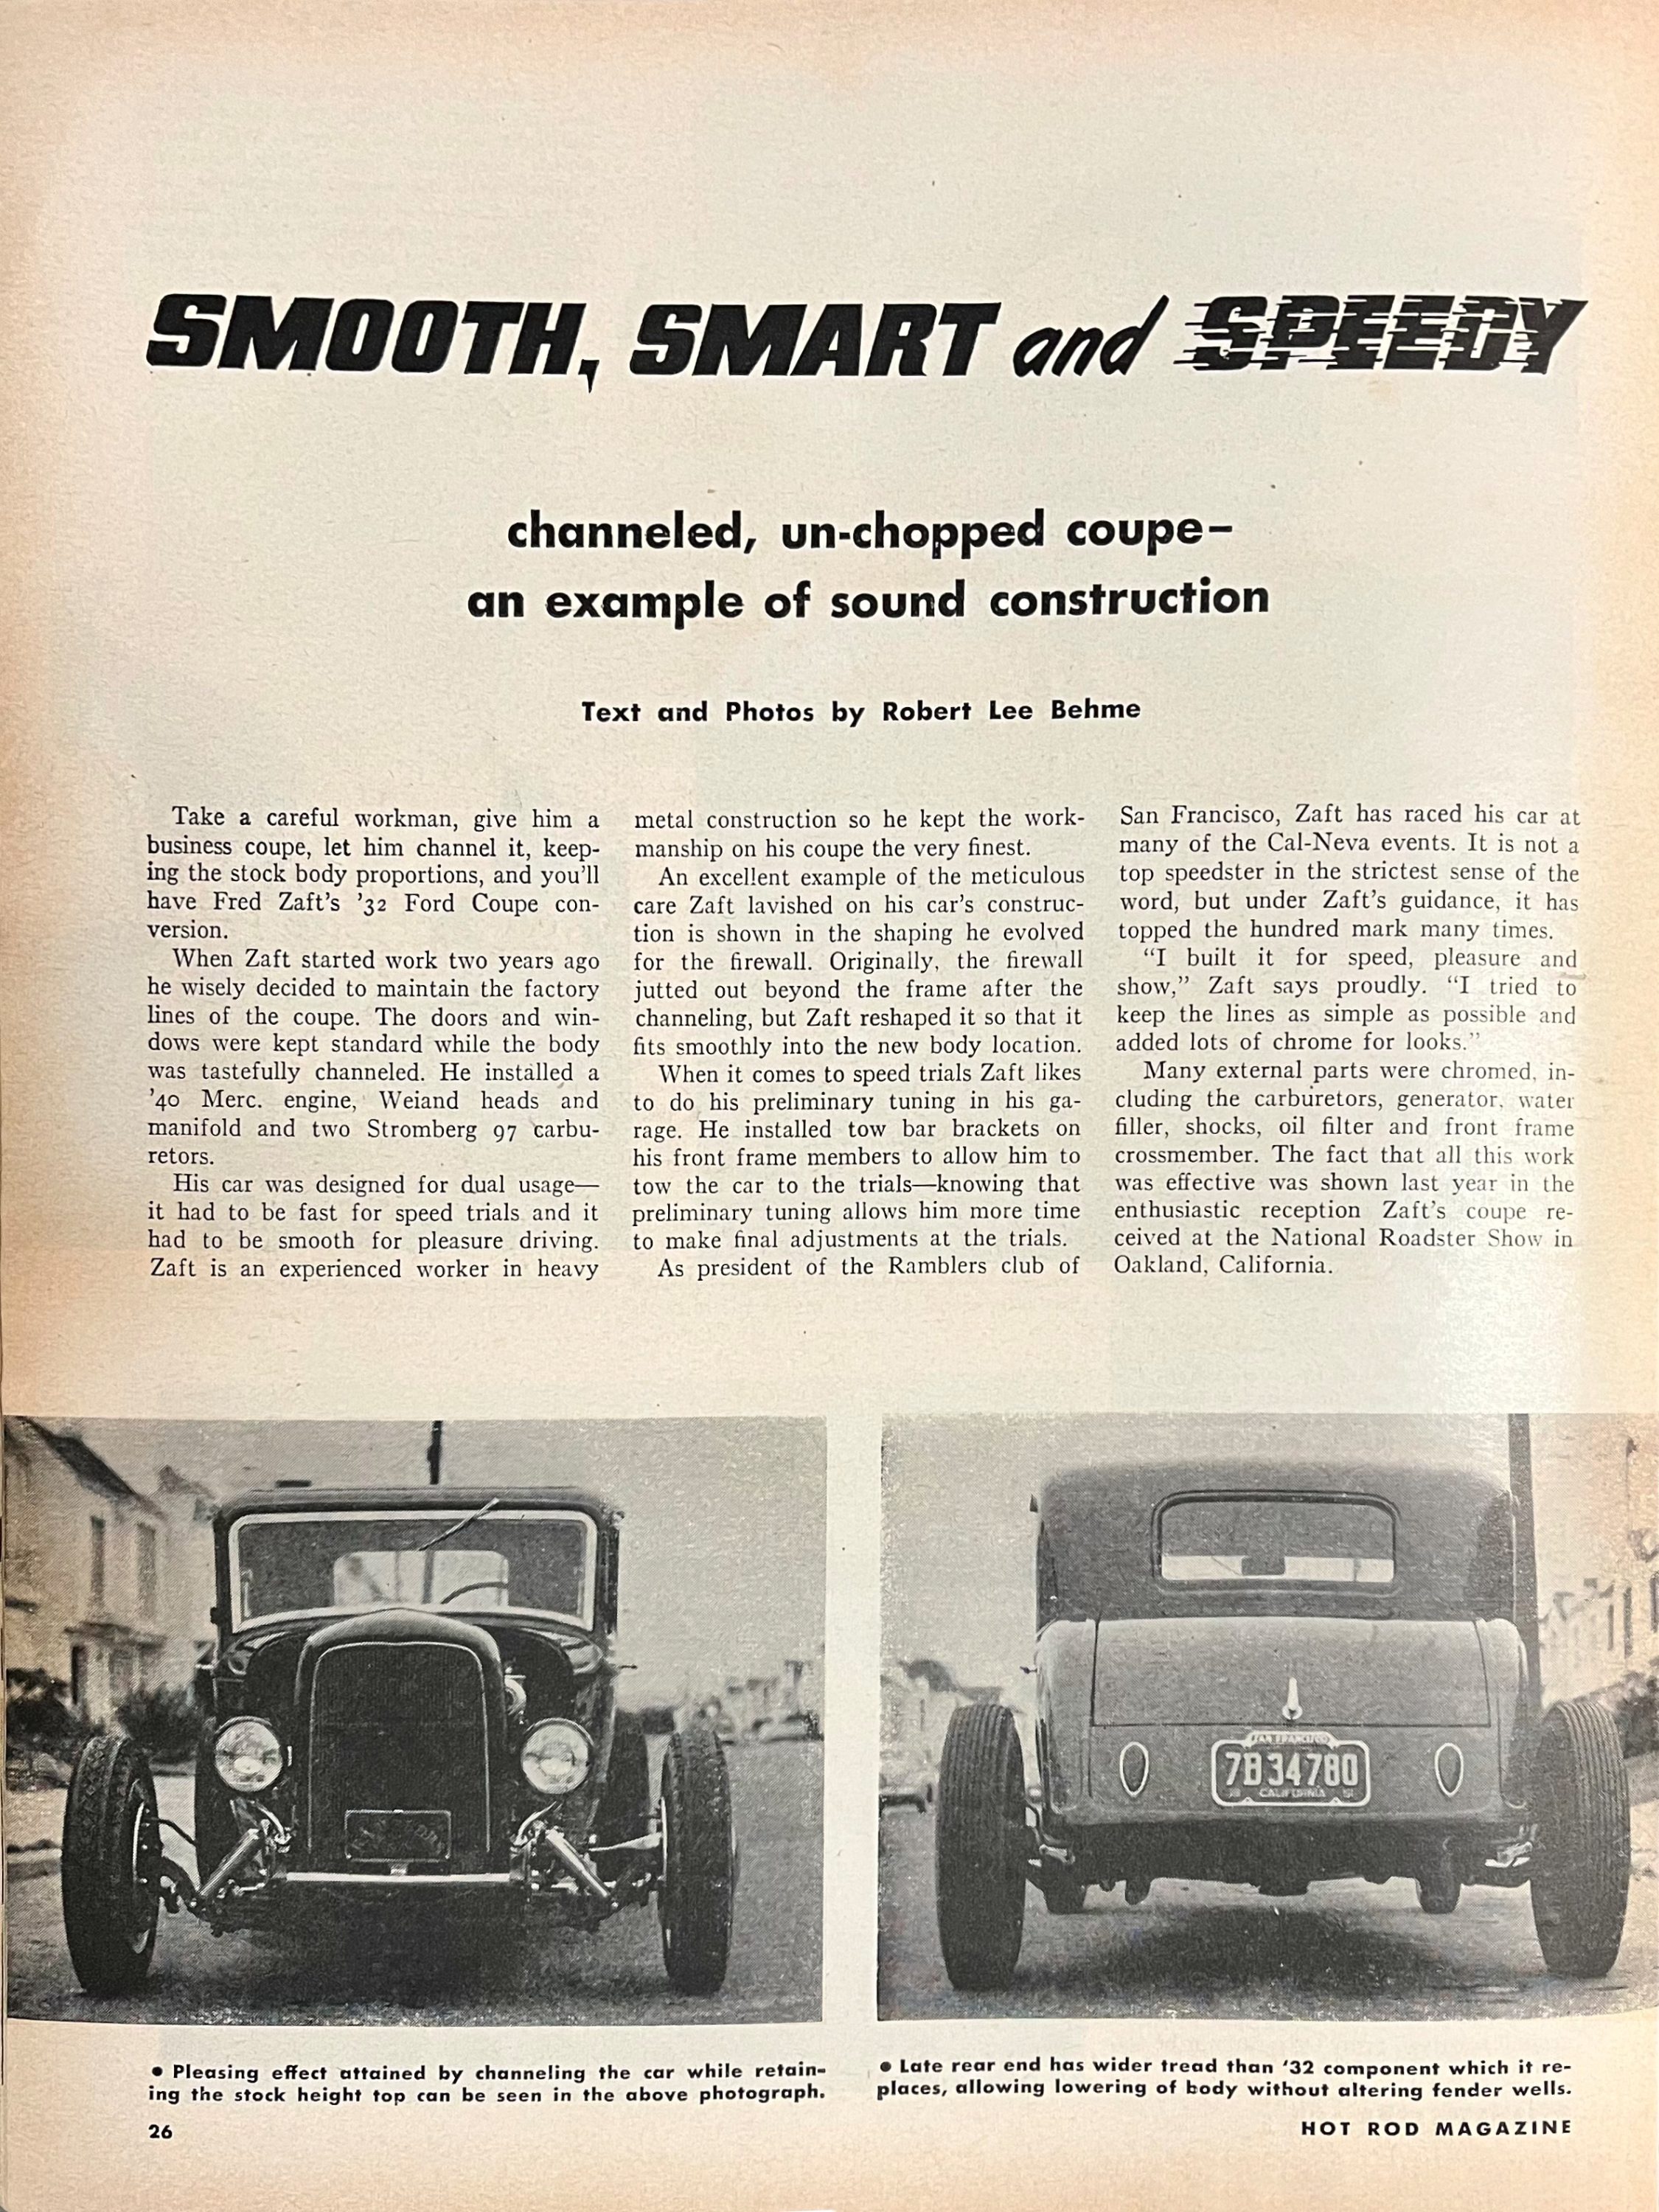 SMOOTH, SMART and SPEEDY
channeled, un-chopped coupe—
an example of sound construction
Text and Photos by Robert Lee Behme
Take a careful workman, give him a
business coupe, let him channel it, keep-
ing the stock body proportions, and you'll
have Fred Zaft's '32 Ford Coupe con-
version.
When Zaft started work two years ago
he wisely decided to maintain the factory
lines of the coupe. The doors and win-
dows were kept standard while the body
was tastefully channeled. He installed a
'40 Merc. engine, Weiand heads and
manifold and two Stromberg 97 carbu-
retors.
His car was designed for dual usage—
it had to be fast for speed trials and it
had to be smooth for pleasure driving.
Zaft is an experienced worker in heavy
metal construction so he kept the work-
manship on his coupe the very finest.
An excellent example of the meticulous
care Zaft lavished on his car's construc-
tion is shown in the shaping he evolved
for the firewall. Originally, the firewall
jutted out beyond the frame after the
channeling, but Zaft reshaped it so that it
fits smoothly into the new body location.
When it comes to speed trials Zaft likes
to do his preliminary tuning in his ga-
rage. He installed tow bar brackets on
his front frame members to allow him to
tow the car to the trials—knowing that
preliminary tuning allows him more time
to make final adjustments at the trials.
As president of the Ramblers club of
San Francisco, Zaft has raced his car at
many of the Cal-Neva events. It is not a
top speedster in the strictest sense of the
word, but under Zaft's guidance, it has
topped the hundred mark many times.
"I built it for speed, pleasure and
show," Zaft says proudly. "I tried to
keep the lines as simple as possible and
added lots of chrome for looks."
Many external parts were chromed, in-
cluding the carburetors, generator, water
filler, shocks, oil filter and front frame
crossmember. The fact that all this work
was effective was shown last year in the
enthusiastic reception Zaft's coupe re-
ceived at the National Roadster Show in
Oakland, California.
SAN FRANCISCO
7B34780
CALIFORNIA 51
• Pleasing effect attained by channeling the car while retain-
ing the stock height top can be seen in the above photograph.
• Late rear end has wider tread than '32 component which it re-
places, allowing lowering of body without altering fender wells.
26
HOT ROD MAGAZINE